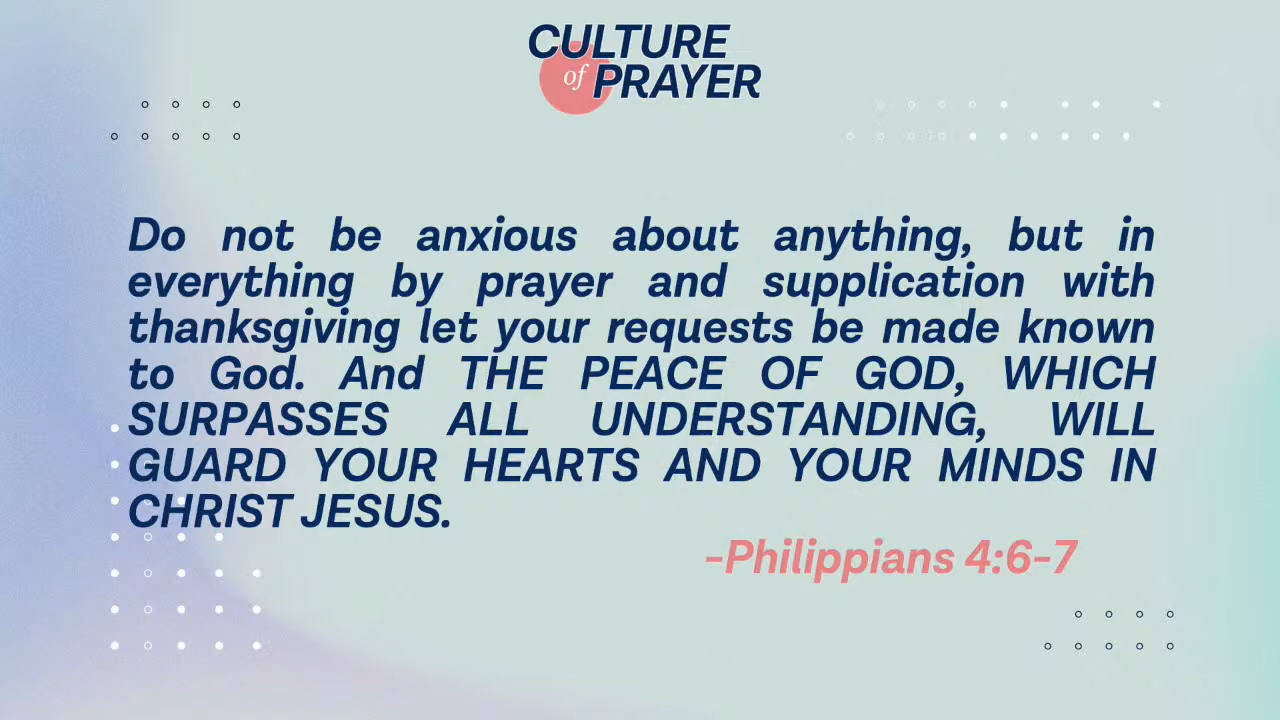 CULTURE
of PRAYER
Do not be anxious about anything, but in
everything by prayer and supplication with
thanksgiving let your requests be made known
to God. And THE PEACE OF GOD, WHICH
SURPASSES ALL UNDERSTANDING, WILL
GUARD YOUR HEARTS AND YOUR MINDS IN
CHRIST JESUS.
-Philippians 4:6-7